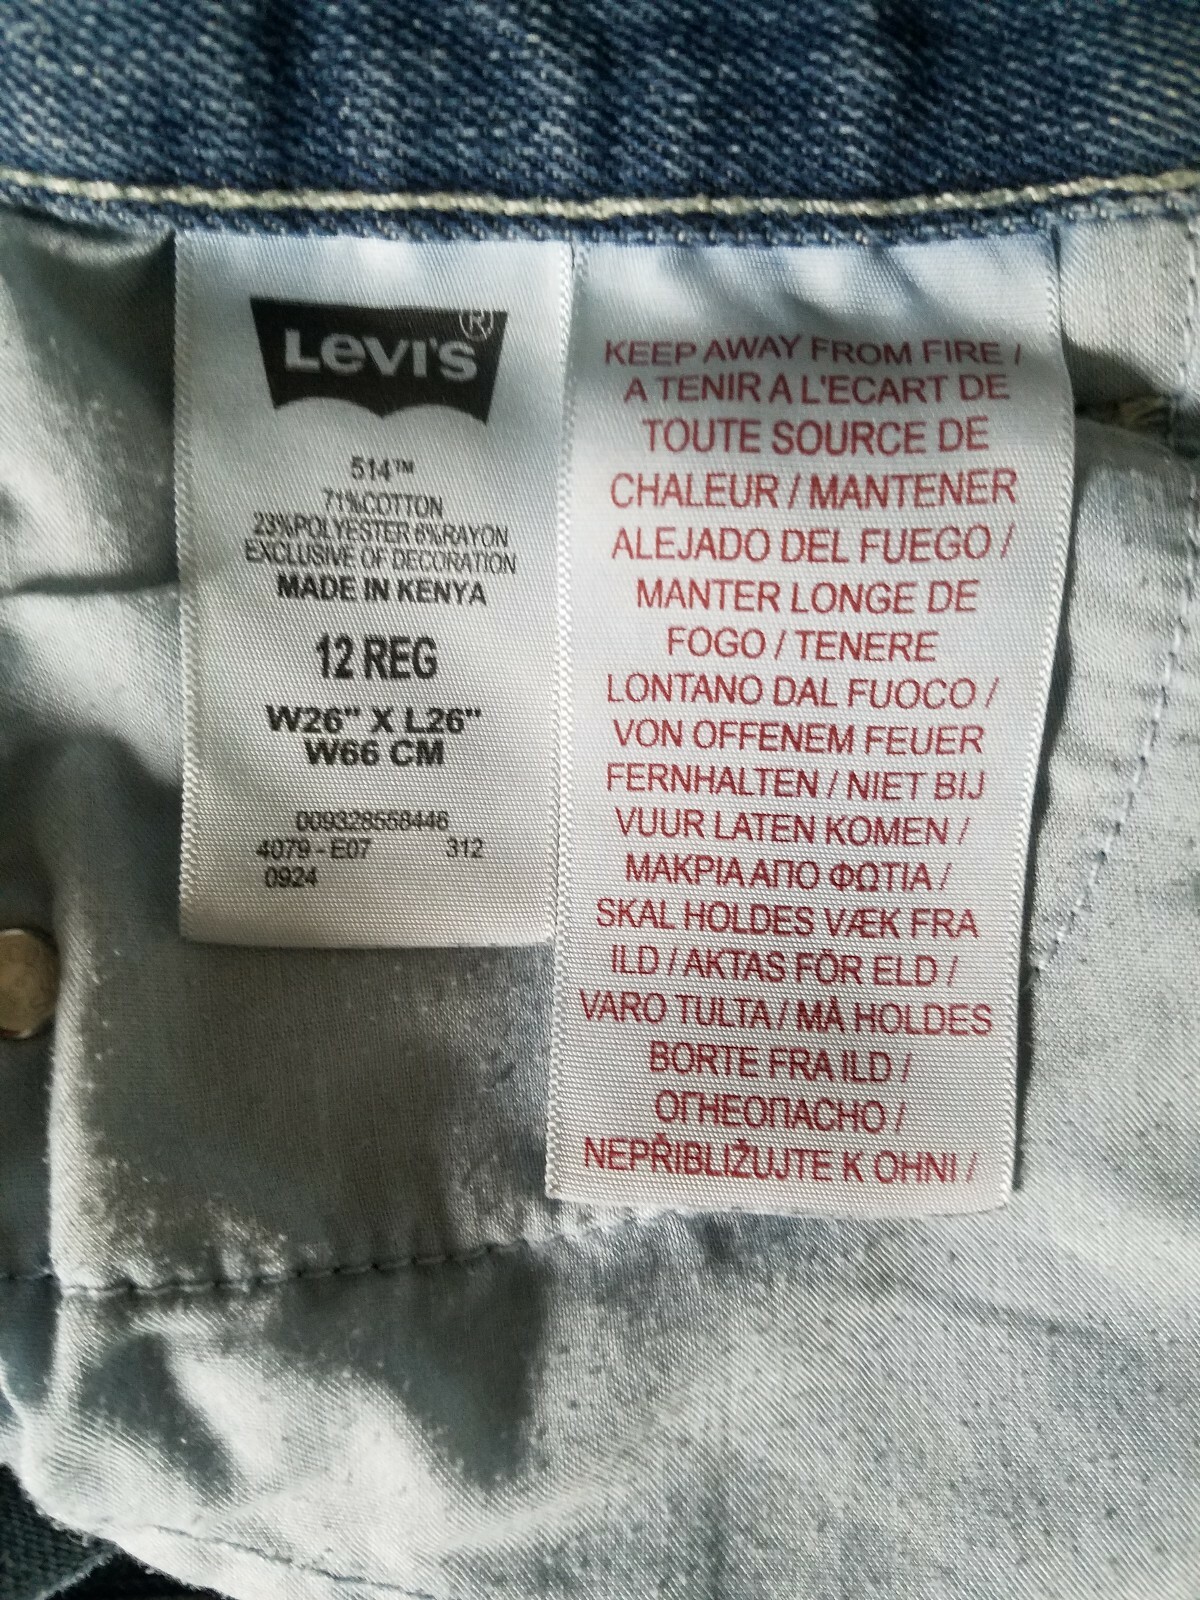 LEVI'S ®
514™
71%COTTON
23%POLYESTER 6%RAYON
EXCLUSIVE OF DECORATION
MADE IN KENYA
12 REG
W26" X L26"
W66 CM
009328558446
4079 - E07 312
0924
KEEP AWAY FROM FIRE /
A TENIR A L'ECART DE
TOUTE SOURCE DE
CHALEUR / MANTENER
ALEJADO DEL FUEGO /
MANTER LONGE DE
FOGO / TENERE
LONTANO DAL FUOCO /
VON OFFENEM FEUER
FERNHALTEN / NIET BIJ
VUUR LATEN KOMEN /
ΜΑΚΡΙΑ ΑΠΟ ΦΩΤΙΑ /
SKAL HOLDES VÆK FRA
ILD / AKTAS FÖR ELD /
VARO TULTA / MÅ HOLDES
BORTE FRA ILD /
ОГНЕОПАСНО /
NEPŘIBLIŽUJTE K OHNI /